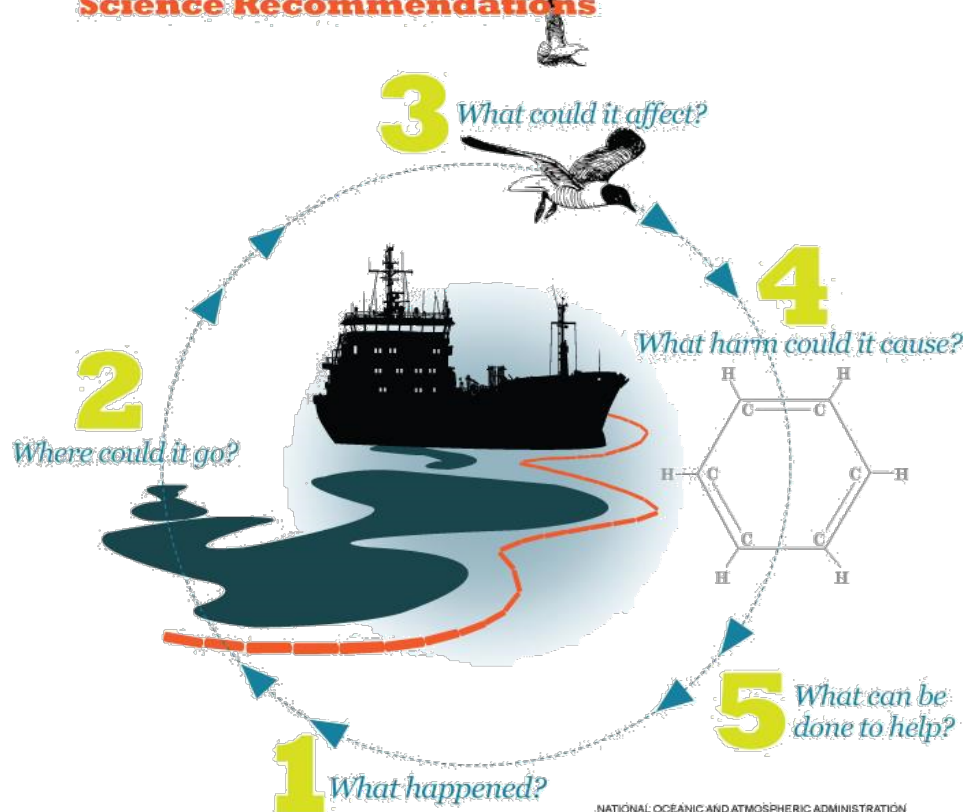 Science Recommendations
3
What could it affect?
4
What harm could it cause?
H H
C C
H C C H
C C
H H
2
Where could it go?
5
What can be
done to help?
1
What happened?
NATIONAL OCEANIC AND ATMOSPHERIC ADMINISTRATION